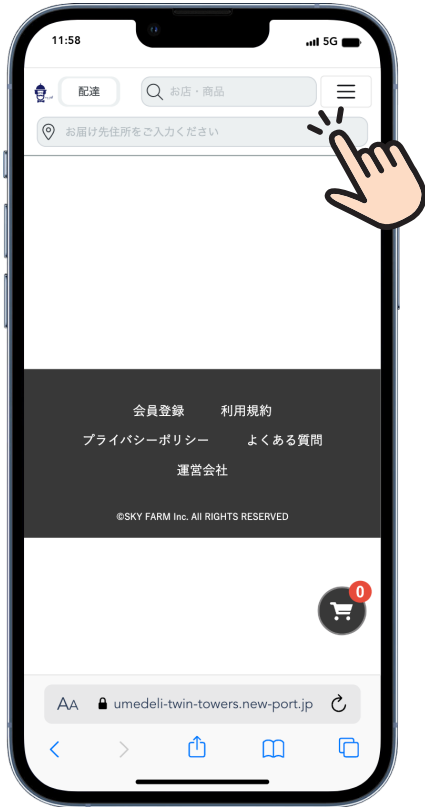 11:58 5G
配達 お店・商品
お届け先住所をご入力ください
会員登録 利用規約
プライバシーポリシー よくある質問
運営会社
©SKY FARM Inc. All RIGHTS RESERVED
0
AA umedeli-twin-towers.new-port.jp